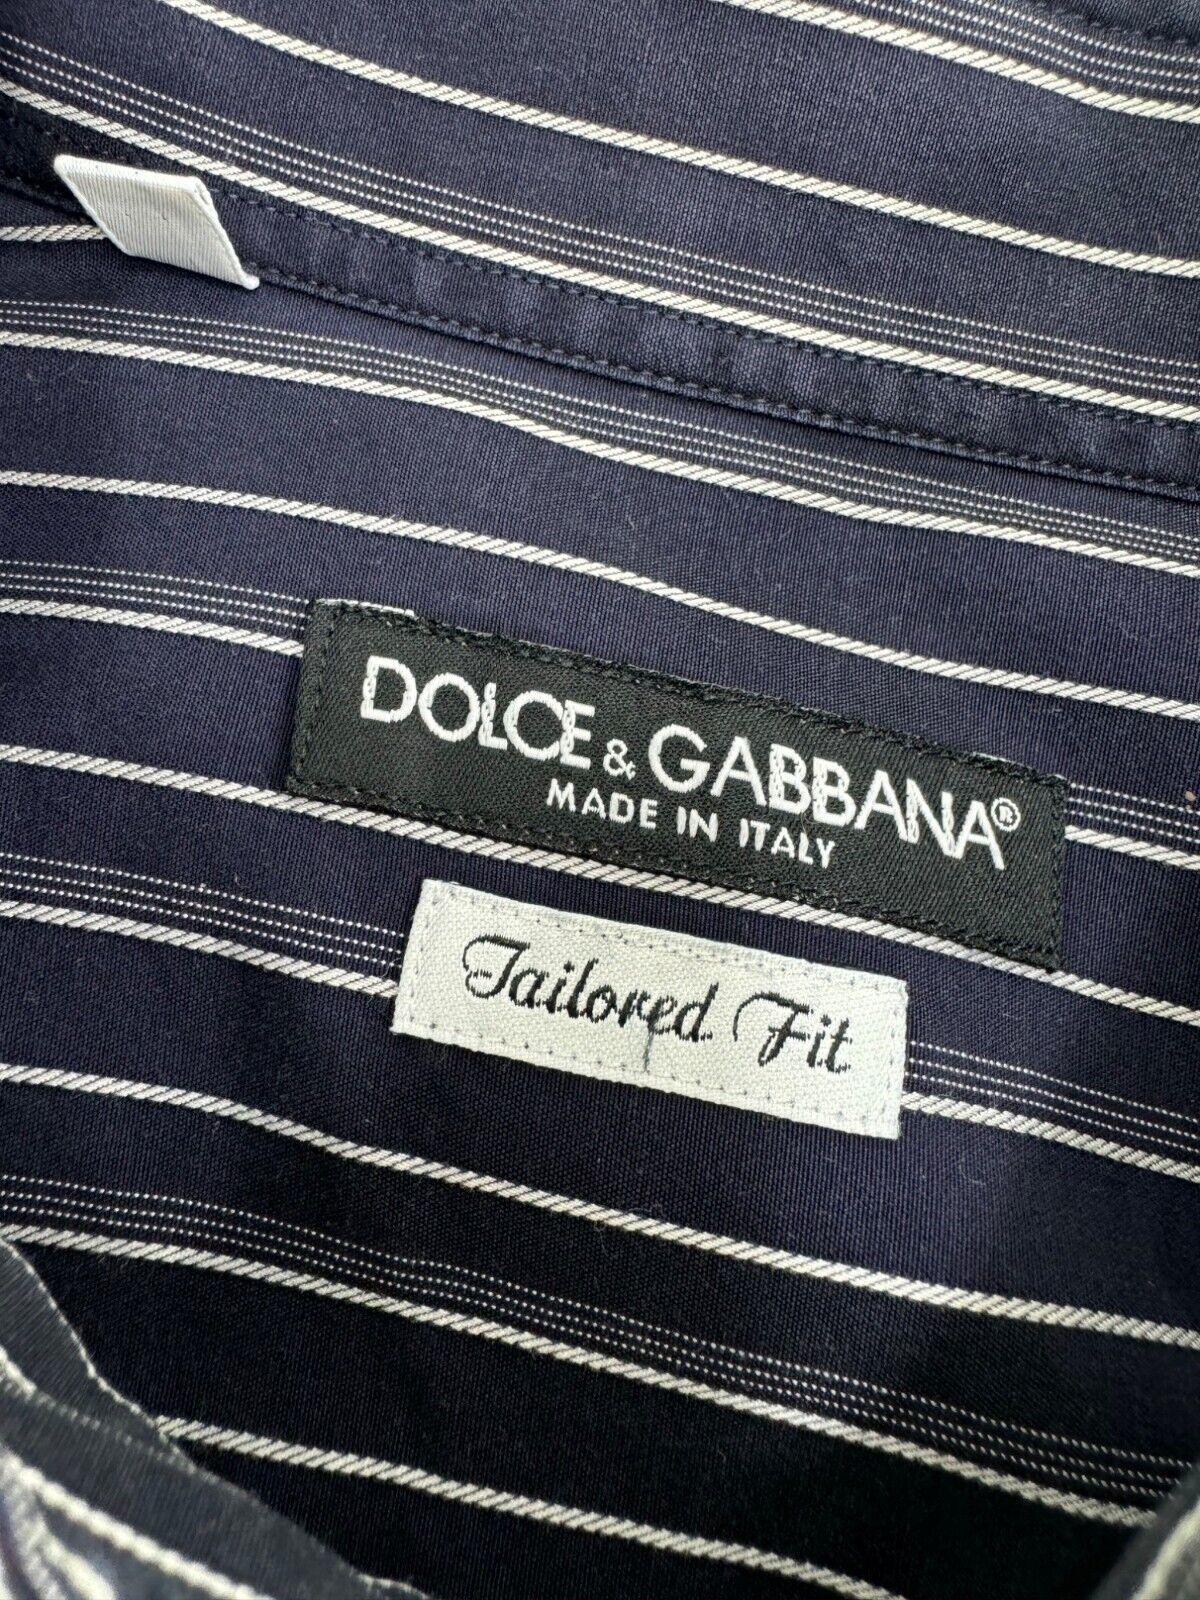 DOLCE & GABBANA®
MADE IN ITALY
Tailored Fit